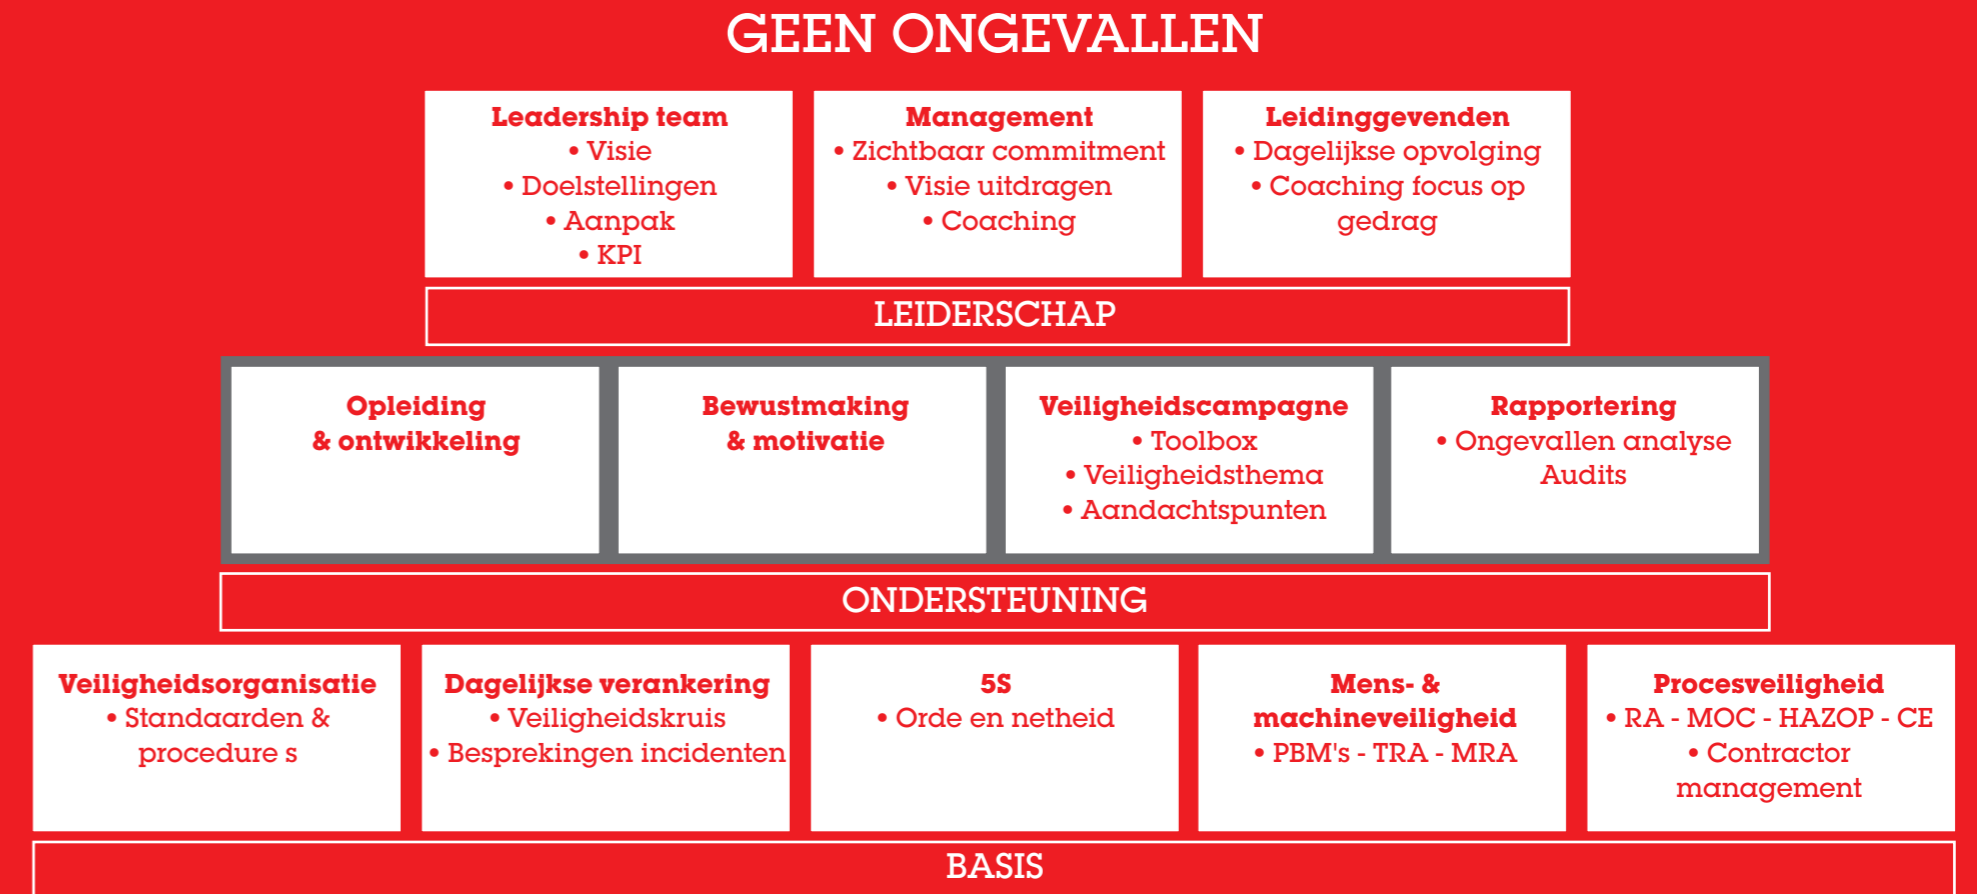 GEEN ONGEVALLEN
Leadership team
• Visie
• Doelstellingen
• Aanpak
• KPI
Management
• Zichtbaar commitment
• Visie uitdragen
• Coaching
Leidinggevenden
• Dagelijkse opvolging
• Coaching focus op
gedrag
LEIDERSCHAP
Opleiding
& ontwikkeling
Bewustmaking
& motivatie
Veiligheidscampagne
• Toolbox
• Veiligheidsthema
• Aandachtspunten
Rapportering
• Ongevallen analyse
Audits
ONDERSTEUNING
Veiligheidsorganisatie
• Standaarden &
procedure s
Dagelijkse verankering
• Veiligheidskruis
• Besprekingen incidenten
5S
• Orde en netheid
Mens- &
machineveiligheid
• PBM's - TRA - MRA
Procesveiligheid
• RA - MOC - HAZOP - CE
• Contractor
management
BASIS